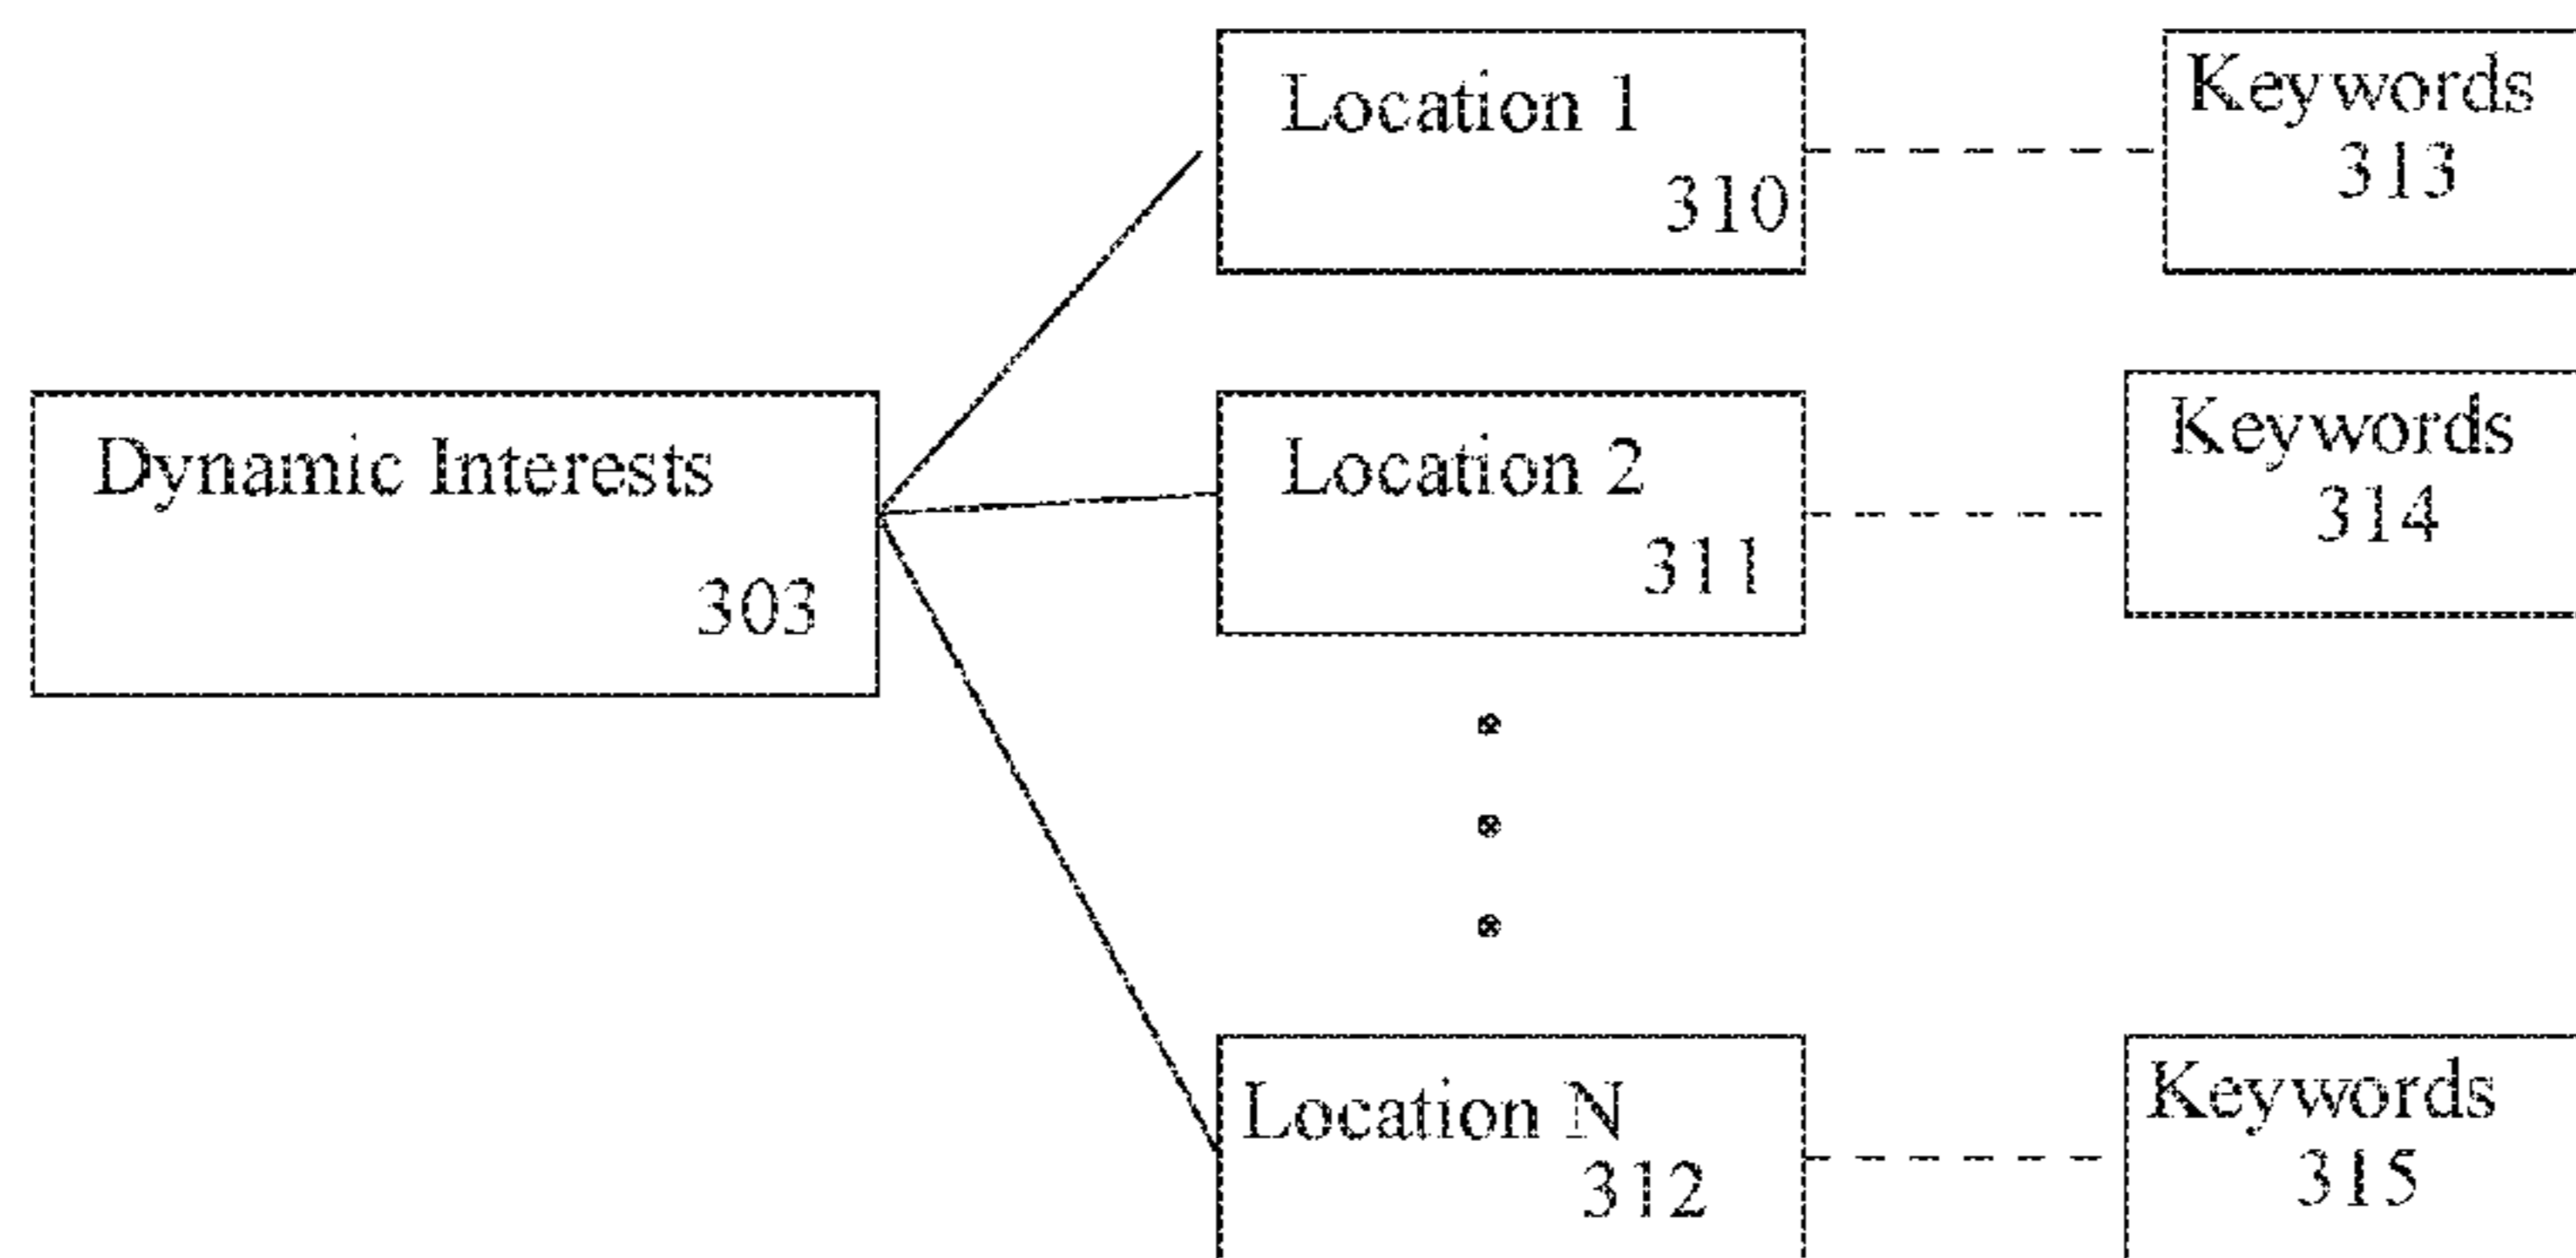 Location 1
310
Keywords
313
Dynamic Interests
303
Location 2
311
Keywords
314
Location N
312
Keywords
315